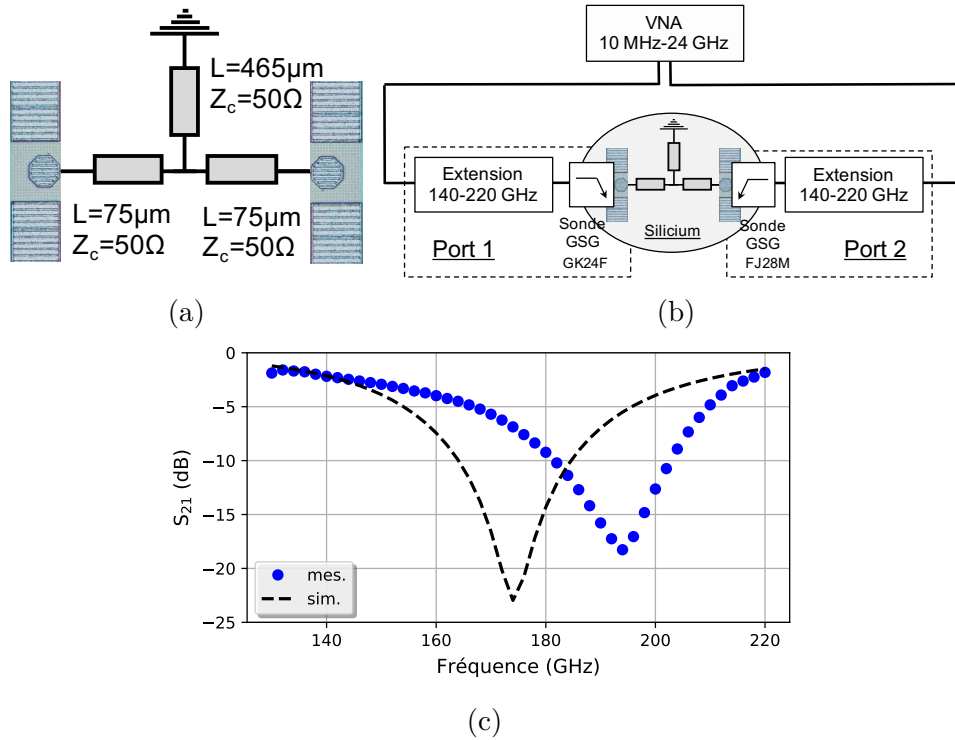 L=465µm
Zc=50Ω
L=75µm
Zc=50Ω
L=75µm
Zc=50Ω
(a)
VNA
10 MHz-24 GHz
Extension
140-220 GHz
Extension
140-220 GHz
Sonde
GSG
GK24F
Silicium
Sonde
GSG
FJ28M
Port 1
Port 2
(b)
0
−5
−10
−15
−20
−25
S21 (dB)
mes.
sim.
140
160
180
200
220
Fréquence (GHz)
(c)